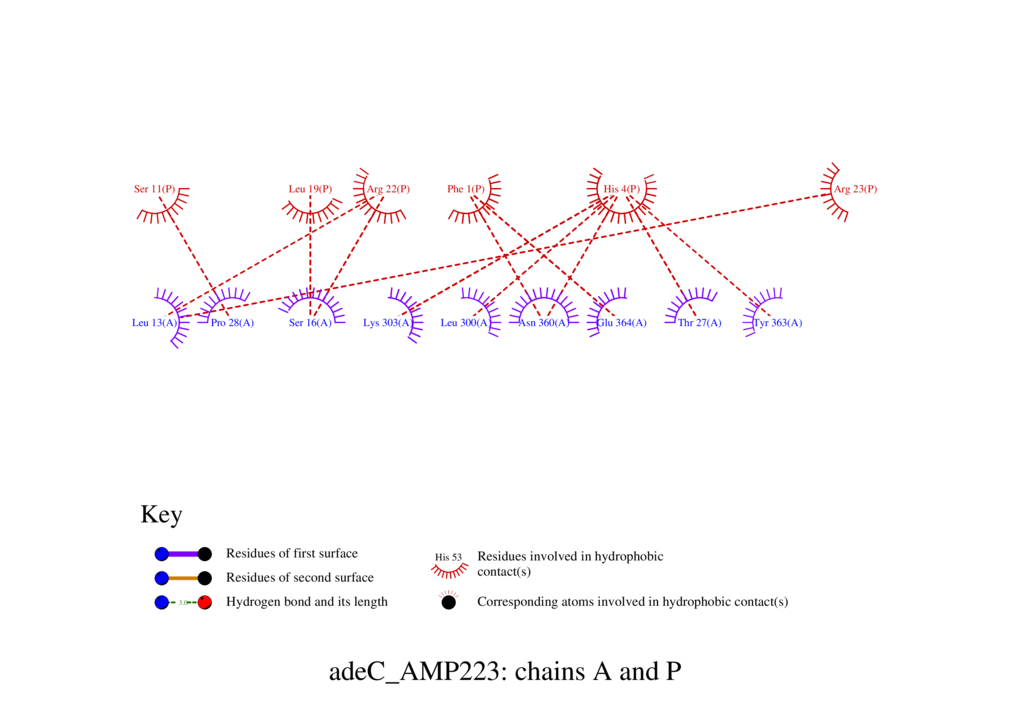 Ser 11(P) Leu 19(P) Arg 22(P) Phe 1(P) His 4(P) Arg 23(P)
Leu 13(A) Pro 28(A) Ser 16(A) Lys 303(A) Leu 300(A) Asn 360(A) Glu 364(A) Thr 27(A) Tyr 363(A)
Key
Residues of first surface
Residues of second surface
3.0
Hydrogen bond and its length
His 53
Residues involved in hydrophobic
contact(s)
Corresponding atoms involved in hydrophobic contact(s)
adeC_AMP223: chains A and P